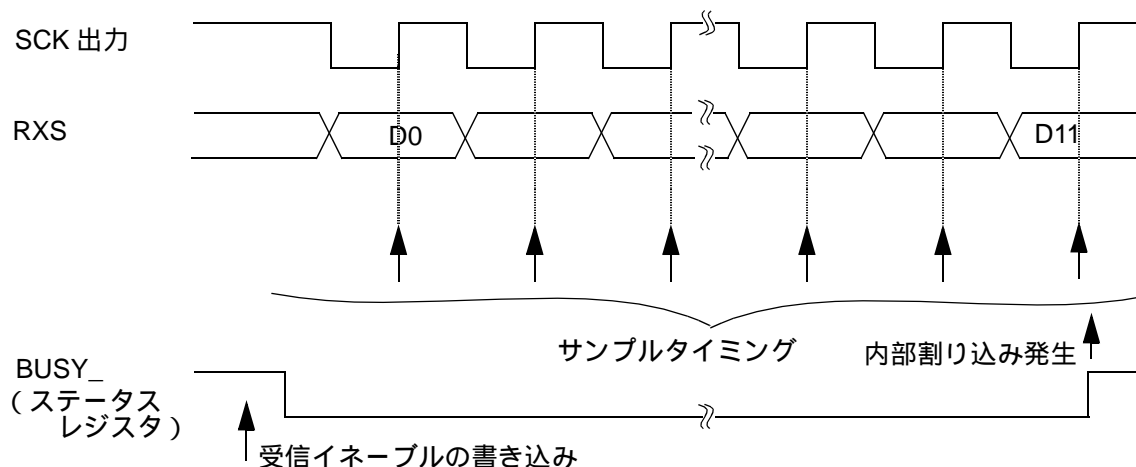 SCK 出力
RXS
D0
D11
サンプルタイミング
内部割り込み発生
BUSY_
（ステータス
レジスタ）
受信イネーブルの書き込み